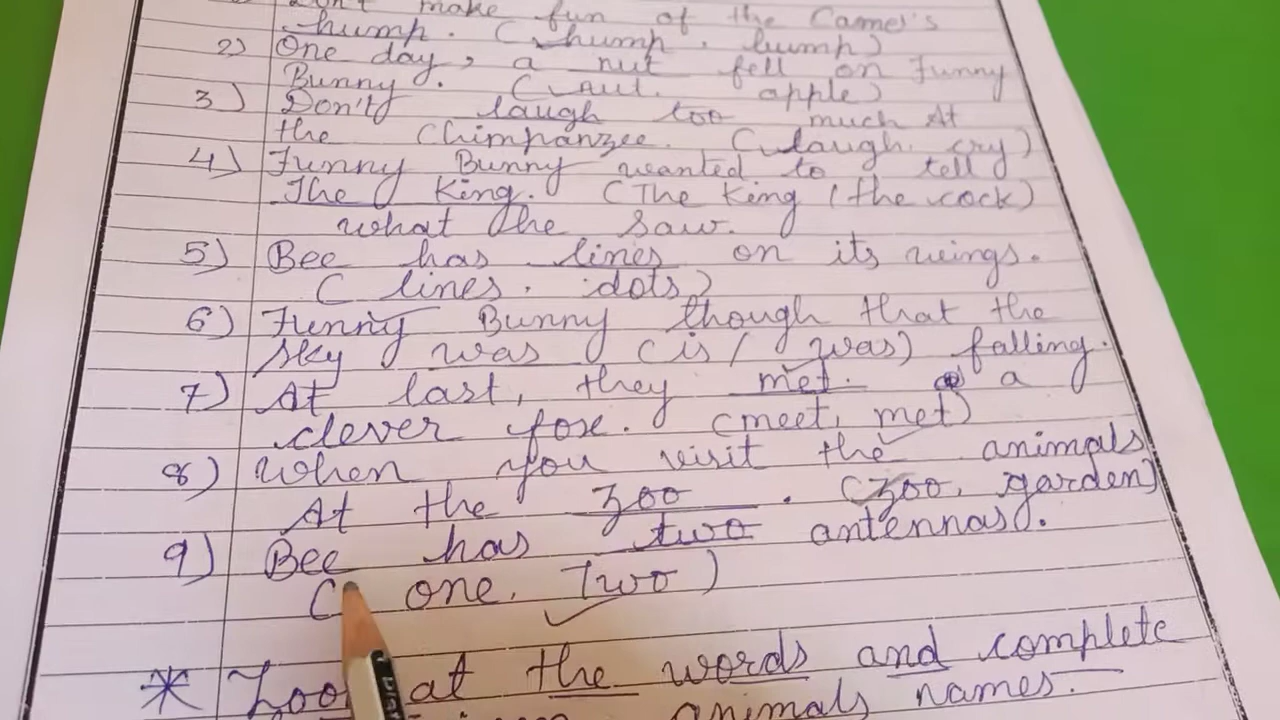 Don't make fun of the Camel's
hump. (hump. bump)
2) One day, a nut fell on Funny
Bunny. (nut. apple)
3) Don't laugh too much At
the Chimpanzee. (laugh. cry)
4) Funny Bunny wanted to tell
The King. (The King / the cock)
what he saw.
5) Bee has lines on its wings.
( lines. dots)
6) Funny Bunny though that the
sky was (is / was) falling.
7) At last, they met. a
clever fox. (meet, met)
8) When you visit the animals
At the zoo. (zoo, garden)
9) Bee has two antennas.
( one. Two )
* Look at the words and complete
animals names.